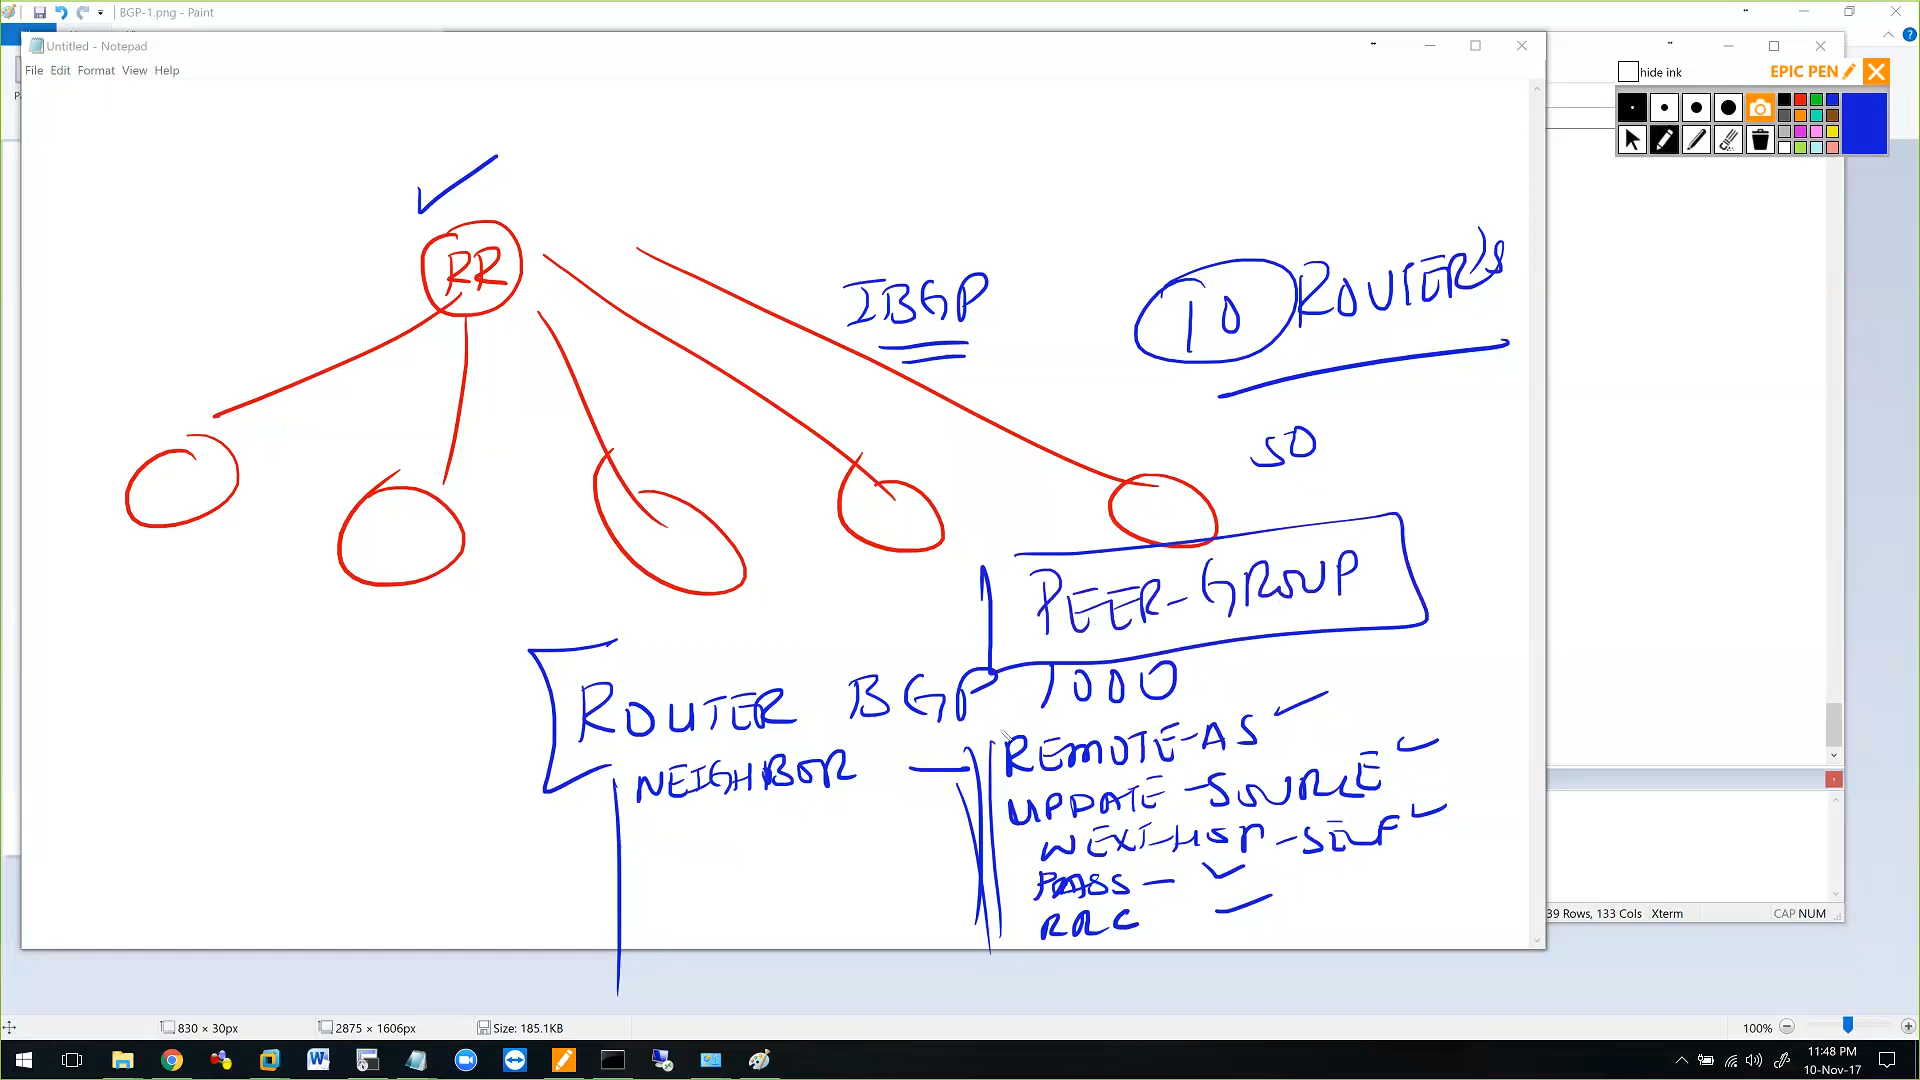 BGP-1.png - Paint
Untitled - Notepad
File Edit Format View Help
hide ink
EPIC PEN
RR
IBGP
10 ROUTER's
50
PEER-GROUP
ROUTER BGP 1000
NEIGHBOR
REMOTE-AS
UPDATE-SOURCE
NEXT-HOP-SELF
PASS
RRC
39 Rows, 133 Cols Xterm CAP NUM
830 × 30px 2875 × 1606px Size: 185.1KB 100%
11:48 PM
10-Nov-17